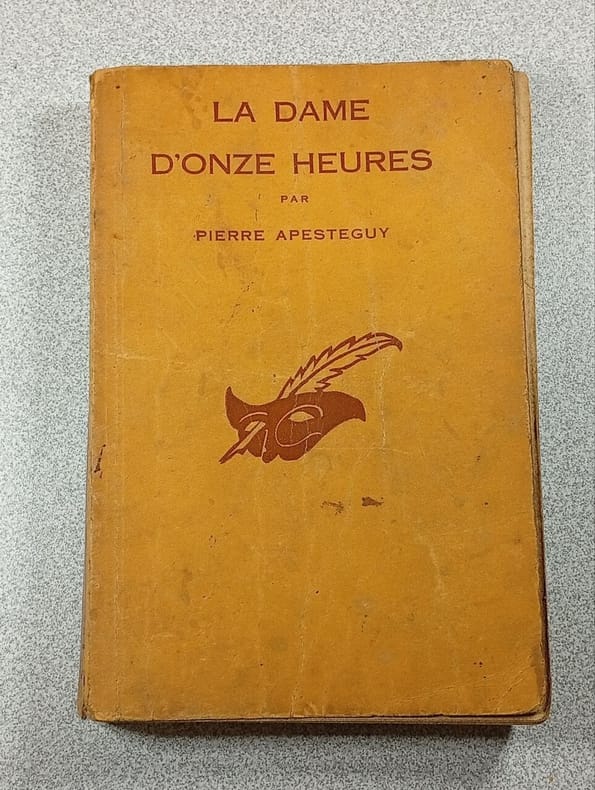 LA DAME
D'ONZE HEURES
PAR
PIERRE APESTEGUY